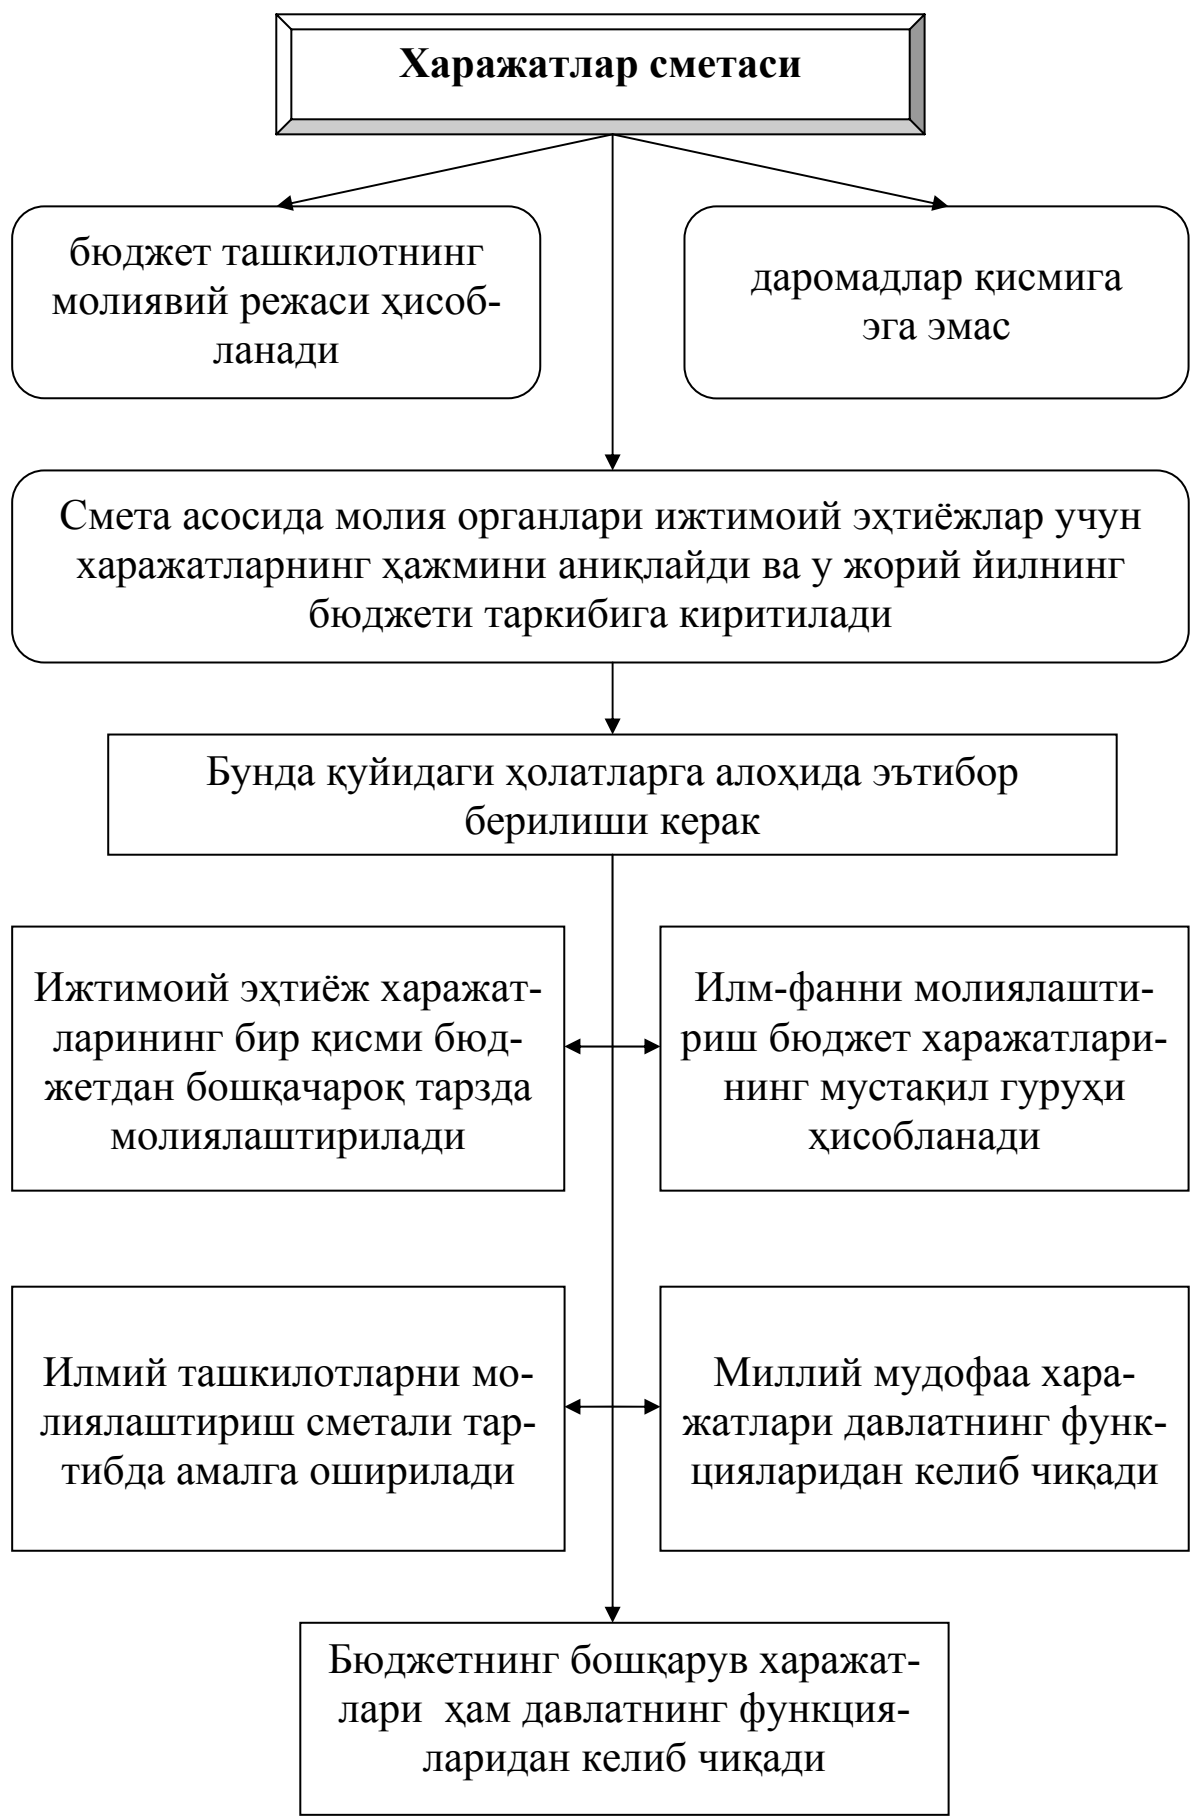 Харажатлар сметаси
бюджет ташкилотнинг
молиявий режаси ҳисоб-
ланади
даромадлар қисмига
эга эмас
Смета асосида молия органлари ижтимоий эҳтиёжлар учун
харажатларнинг ҳажмини аниқлайди ва у жорий йилнинг
бюджети таркибига киритилади
Бунда қуйидаги ҳолатларга алоҳида эътибор
берилиши керак
Ижтимоий эҳтиёж харажат-
ларининг бир қисми бюд-
жетдан бошқачароқ тарзда
молиялаштирилади
Илм-фанни молиялашти-
риш бюджет харажатлари-
нинг мустақил гуруҳи
ҳисобланади
Илмий ташкилотларни мо-
лиялаштириш сметали тар-
тибда амалга оширилади
Миллий мудофаа хара-
жатлари давлатнинг функ-
цияларидан келиб чиқади
Бюджетнинг бошқарув харажат-
лари ҳам давлатнинг функция-
ларидан келиб чиқади